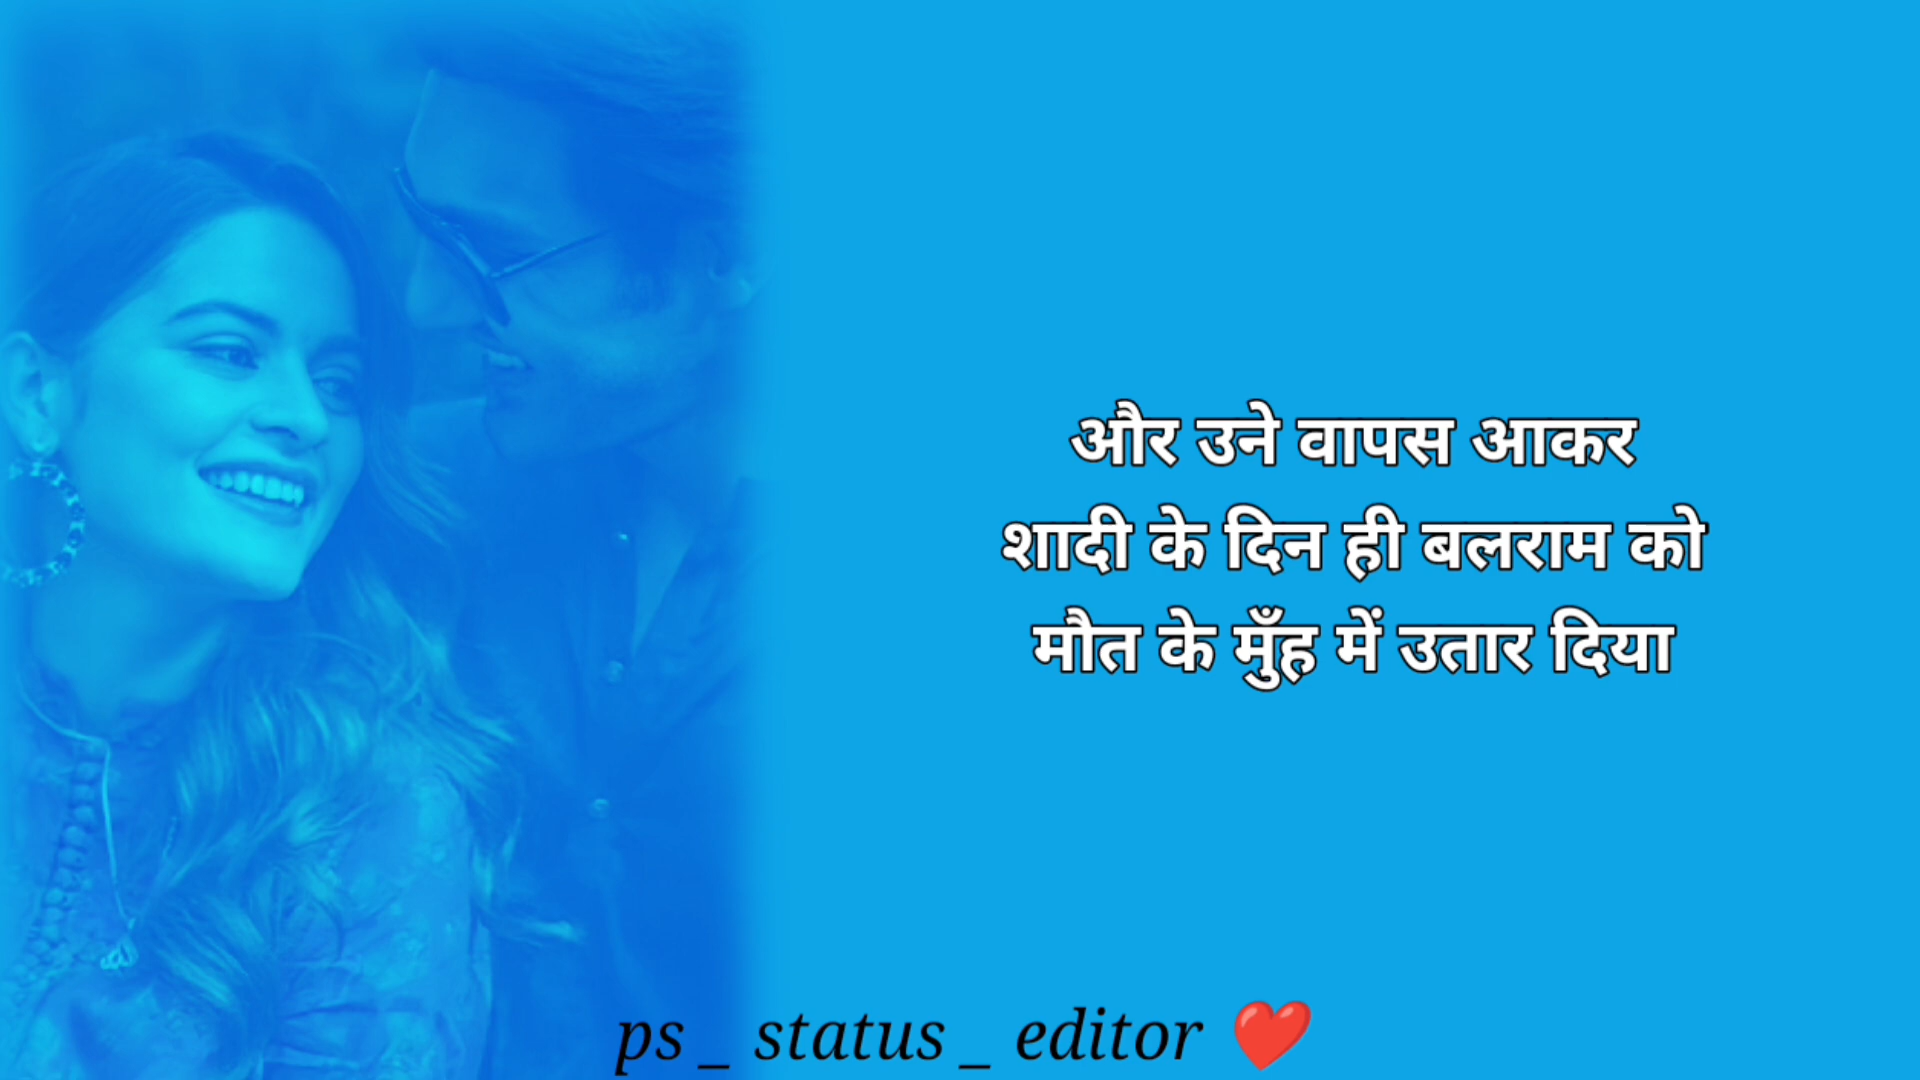 और उने वापस आकर
शादी के दिन ही बलराम को
मौत के मुँह में उतार दिया
ps _ status _ editor ❤️